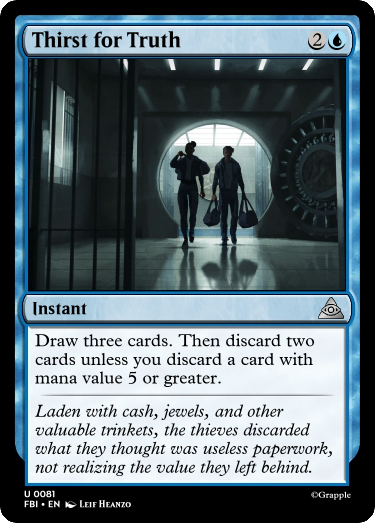 Thirst for Truth 2
Instant
Draw three cards. Then discard two
cards unless you discard a card with
mana value 5 or greater.
Laden with cash, jewels, and other
valuable trinkets, the thieves discarded
what they thought was useless paperwork,
not realizing the value they left behind.
U 0081
FBI • EN Leif Heanzo
©Grapple